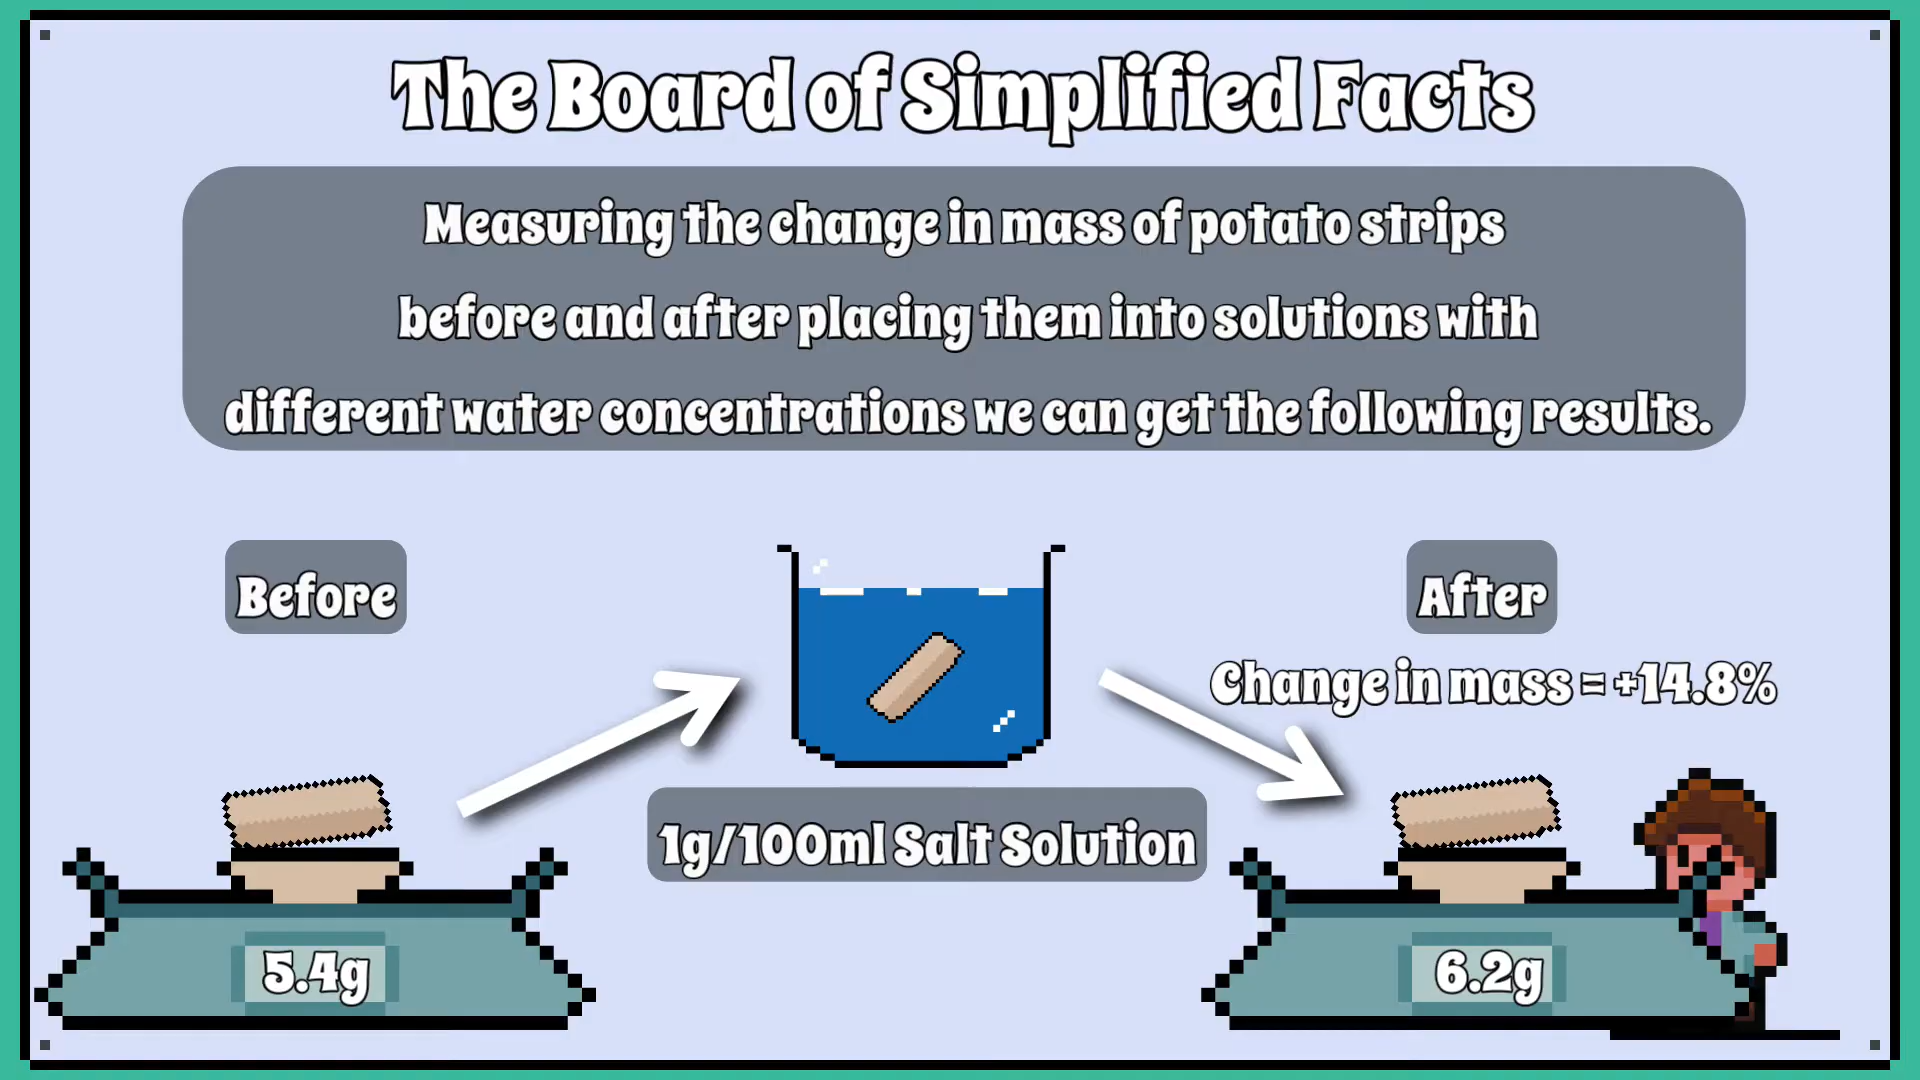 The Board of Simplified Facts
Measuring the change in mass of potato strips
before and after placing them into solutions with
different water concentrations we can get the following results.
Before
After
Change in mass = +14.8%
1g/100ml Salt Solution
5.4g
6.2g